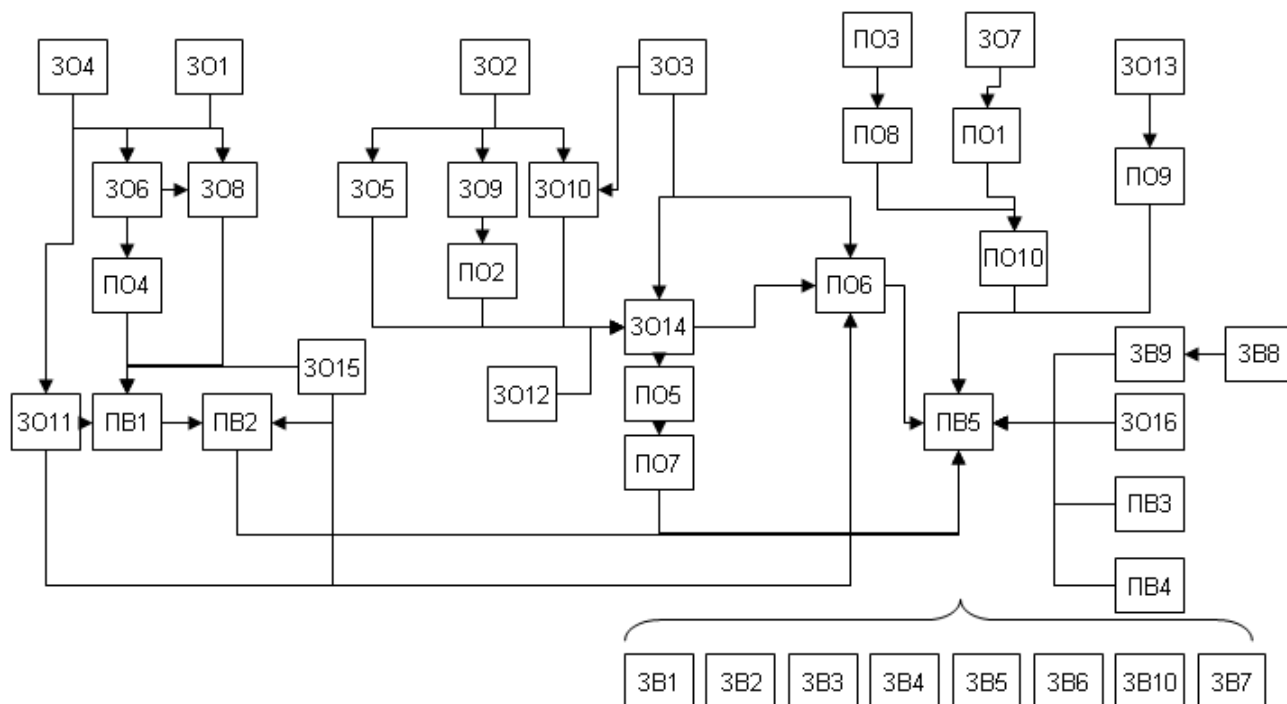 ЗО4 ЗО1 ЗО2 ЗО3 ПО3 ЗО7 ЗО13
ПО8 ПО1
ЗО6 ЗО8 ЗО5 ЗО9 ЗО10 ПО9
ПО4 ПО2 ПО6 ПО10
ЗО14
ЗО15 ЗВ9 ЗВ8
ЗО12 ПО5
ЗО11 ПВ1 ПВ2 ПВ5 ЗО16
ПО7
ПВ3
ПВ4
ЗВ1 ЗВ2 ЗВ3 ЗВ4 ЗВ5 ЗВ6 ЗВ10 ЗВ7